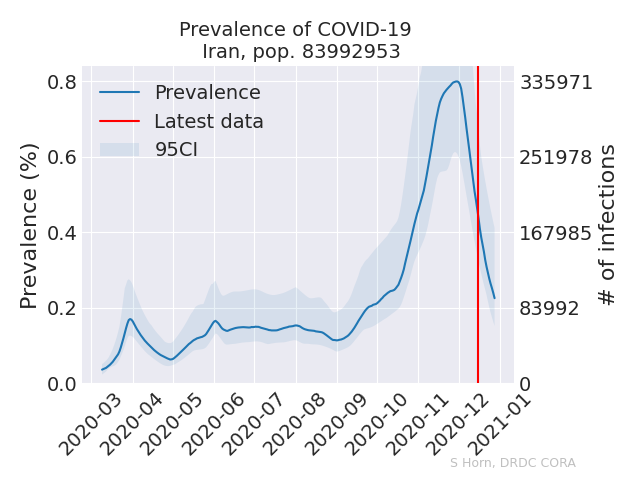 Prevalence of COVID-19
Iran, pop. 83992953
Prevalence
Latest data
95CI
Prevalence (%)
0.8
0.6
0.4
0.2
0.0
335971
251978
167985
83992
0
# of infections
2020-03
2020-04
2020-05
2020-06
2020-07
2020-08
2020-09
2020-10
2020-11
2020-12
2021-01
S Horn, DRDC CORA